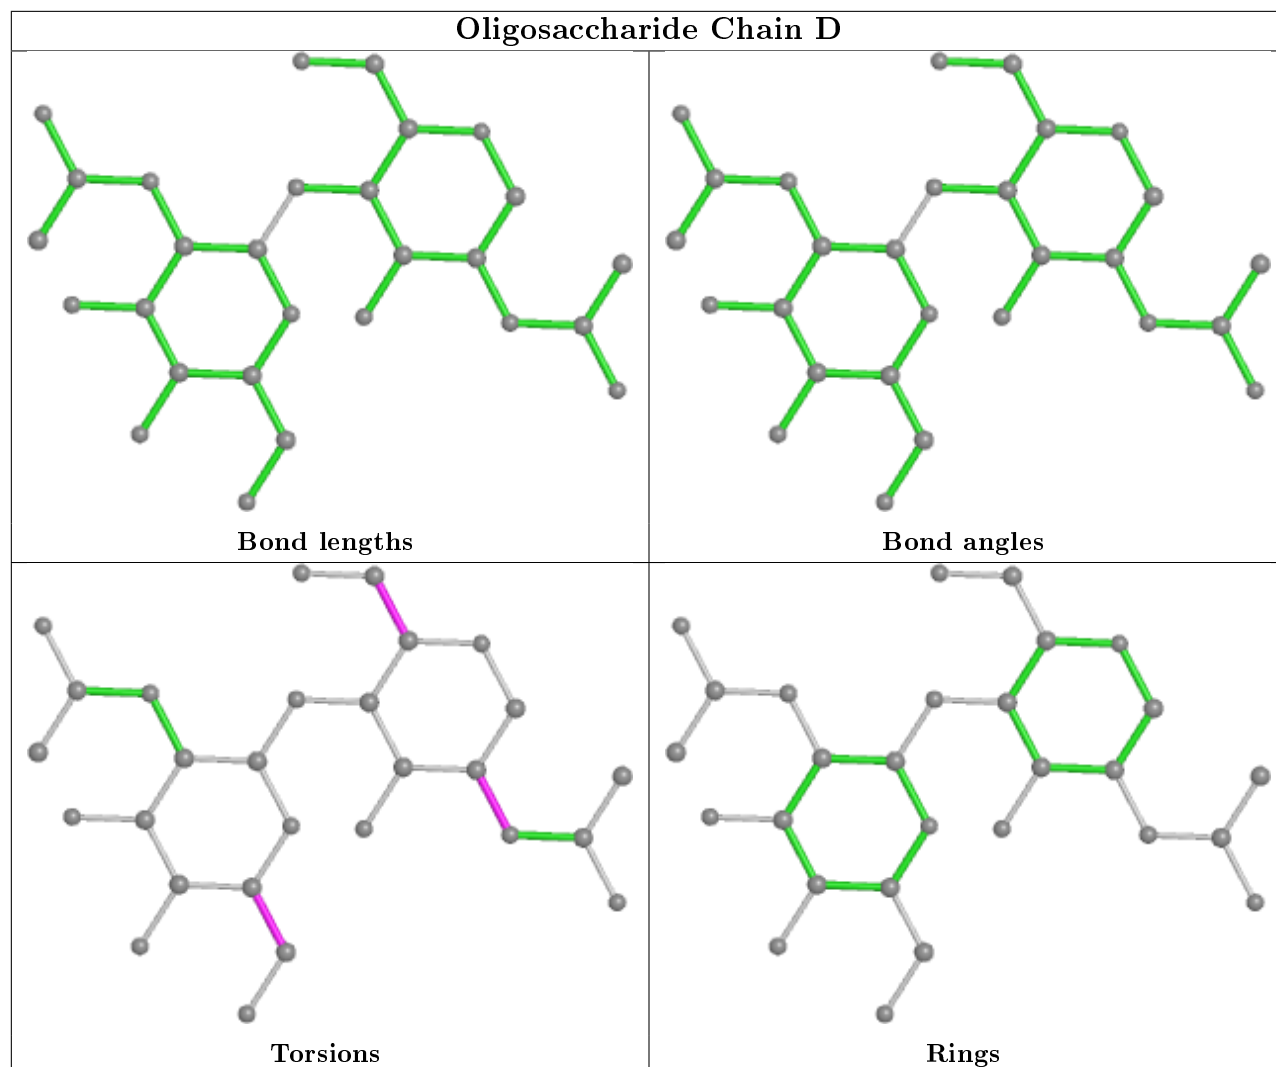 Oligosaccharide Chain D
Bond lengths
Bond angles
Torsions
Rings